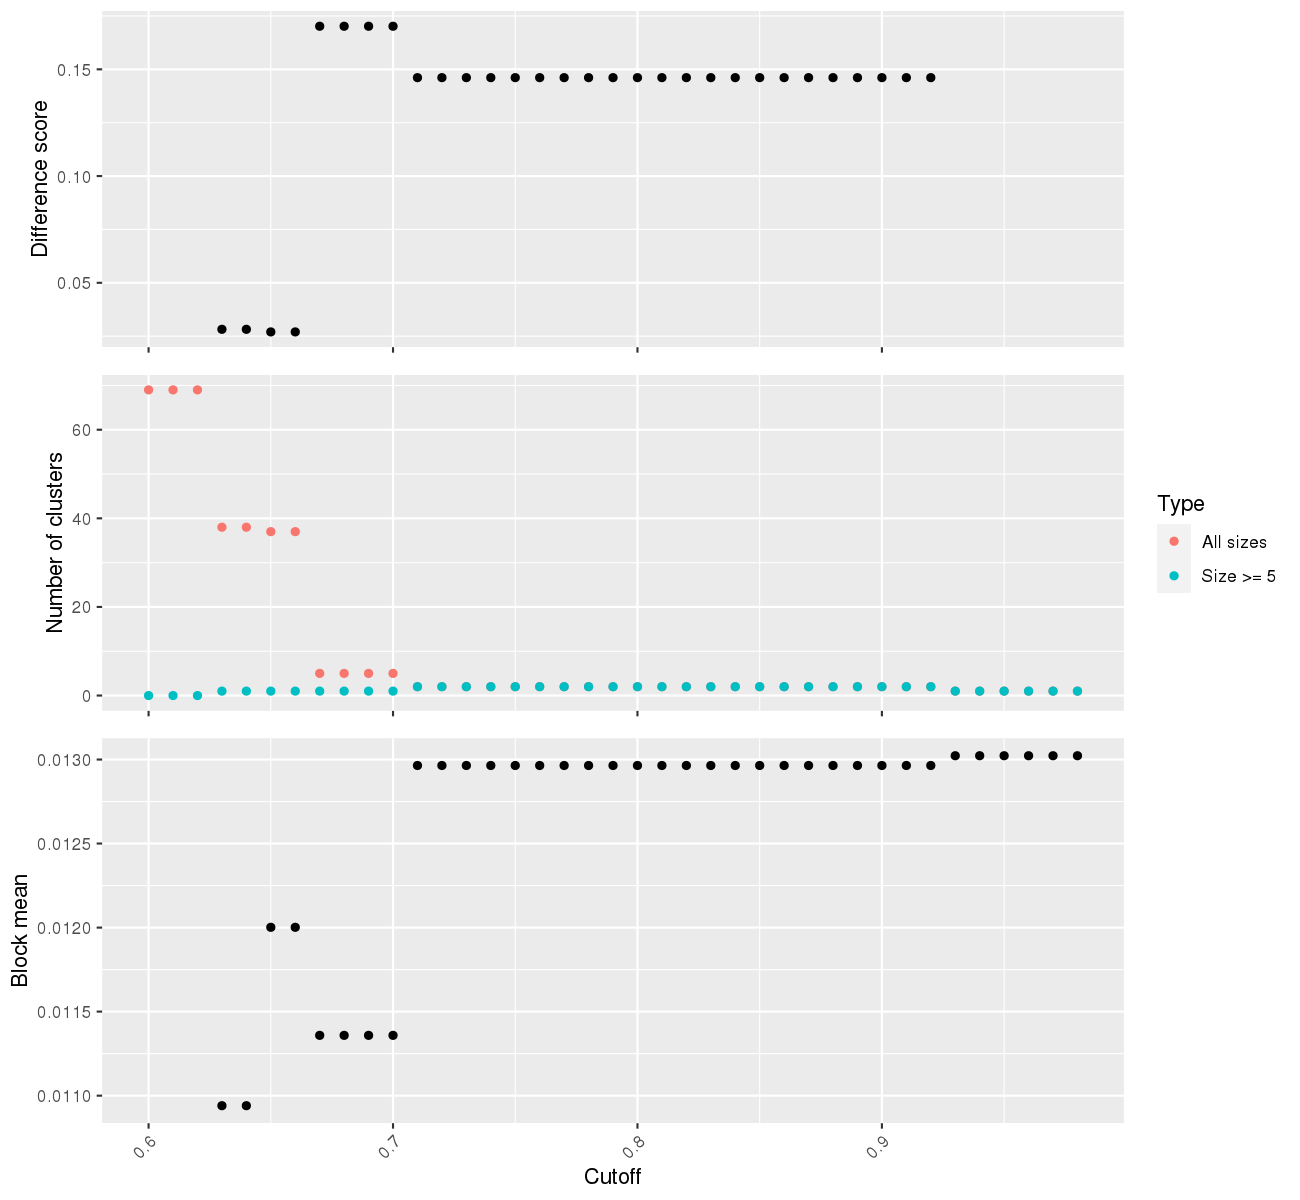 Difference score
0.15
0.10
0.05
Number of clusters
60
40
20
0
Type
All sizes
Size >= 5
Block mean
0.0130
0.0125
0.0120
0.0115
0.0110
0.6
0.7
0.8
0.9
Cutoff